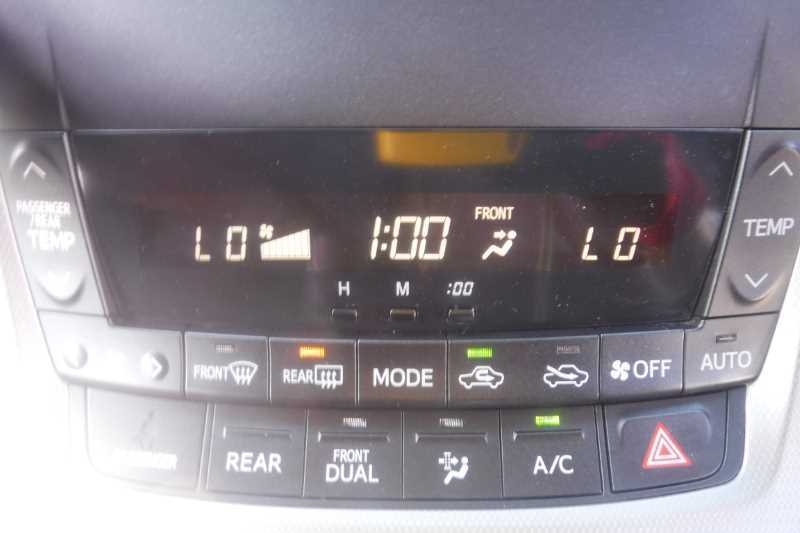 PASSENGER
/REAR
TEMP
LO
1:00
FRONT
LO
TEMP
H M :00
FRONT
REAR
MODE
OFF
AUTO
REAR
FRONT
DUAL
A/C